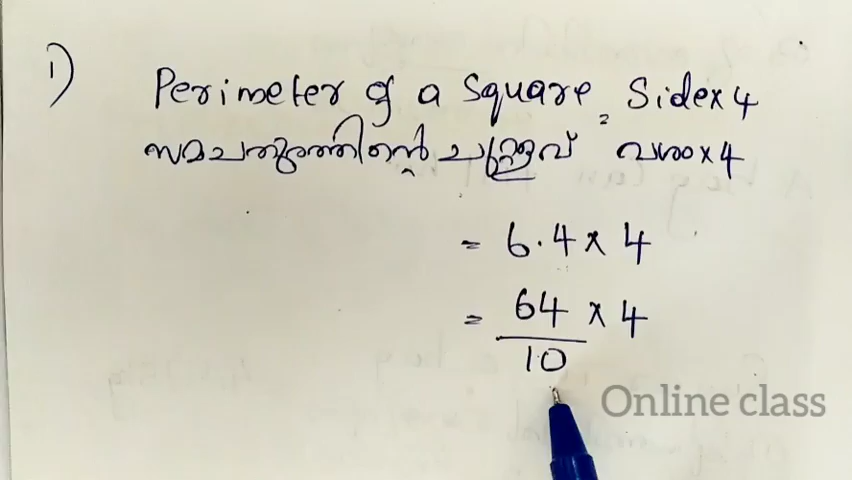 1) Perimeter of a Square = Side x 4
സമചതുരത്തിന്റെ ചുറ്റളവ് വശം x 4
= 6.4 x 4
= 64/10 x 4
Online class